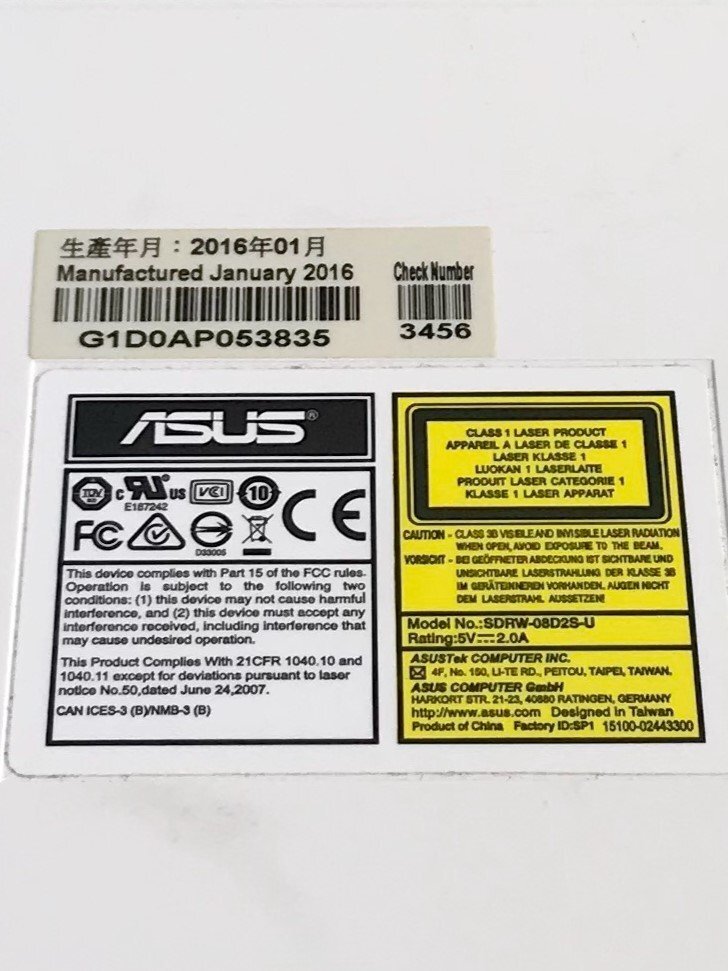 生產年月：2016年01月
Manufactured January 2016
G1D0AP053835
Check Number
3456
ASUS®
TÜV
c RU US
E187242
VCI
10
CE
FC
D33005
This device complies with Part 15 of the FCC rules.
Operation is subject to the following two
conditions: (1) this device may not cause harmful
interference, and (2) this device must accept any
interference received, including interference that
may cause undesired operation.
This Product Complies With 21CFR 1040.10 and
1040.11 except for deviations pursuant to laser
notice No.50,dated June 24,2007.
CAN ICES-3 (B)/NMB-3 (B)
CLASS 1 LASER PRODUCT
APPAREIL A LASER DE CLASSE 1
LASER KLASSE 1
LUOKAN 1 LASERLAITE
PRODUIT LASER CATEGORIE 1
KLASSE 1 LASER APPARAT
CAUTION - CLASS 3B VISIBLE AND INVISIBLE LASER RADIATION
WHEN OPEN, AVOID EXPOSURE TO THE BEAM.
VORSICHT - BEI GEÖFFNETER ABDECKUNG IST SICHTBARE UND
UNSICHTBARE LASERSTRAHLUNG DER KLASSE 3B
IM GERÄTEINNEREN VORHANDEN. AUGEN NICHT
DEM LASERSTRAHL AUSSETZEN!
Model No.:SDRW-08D2S-U
Rating:5V⎓2.0A
ASUSTek COMPUTER INC.
4F, No. 150, LI-TE RD., PEITOU, TAIPEI, TAIWAN.
ASUS COMPUTER GmbH
HARKORT STR. 21-23, 40880 RATINGEN, GERMANY
http://www.asus.com Designed in Taiwan
Product of China Factory ID:SP1 15100-02443300